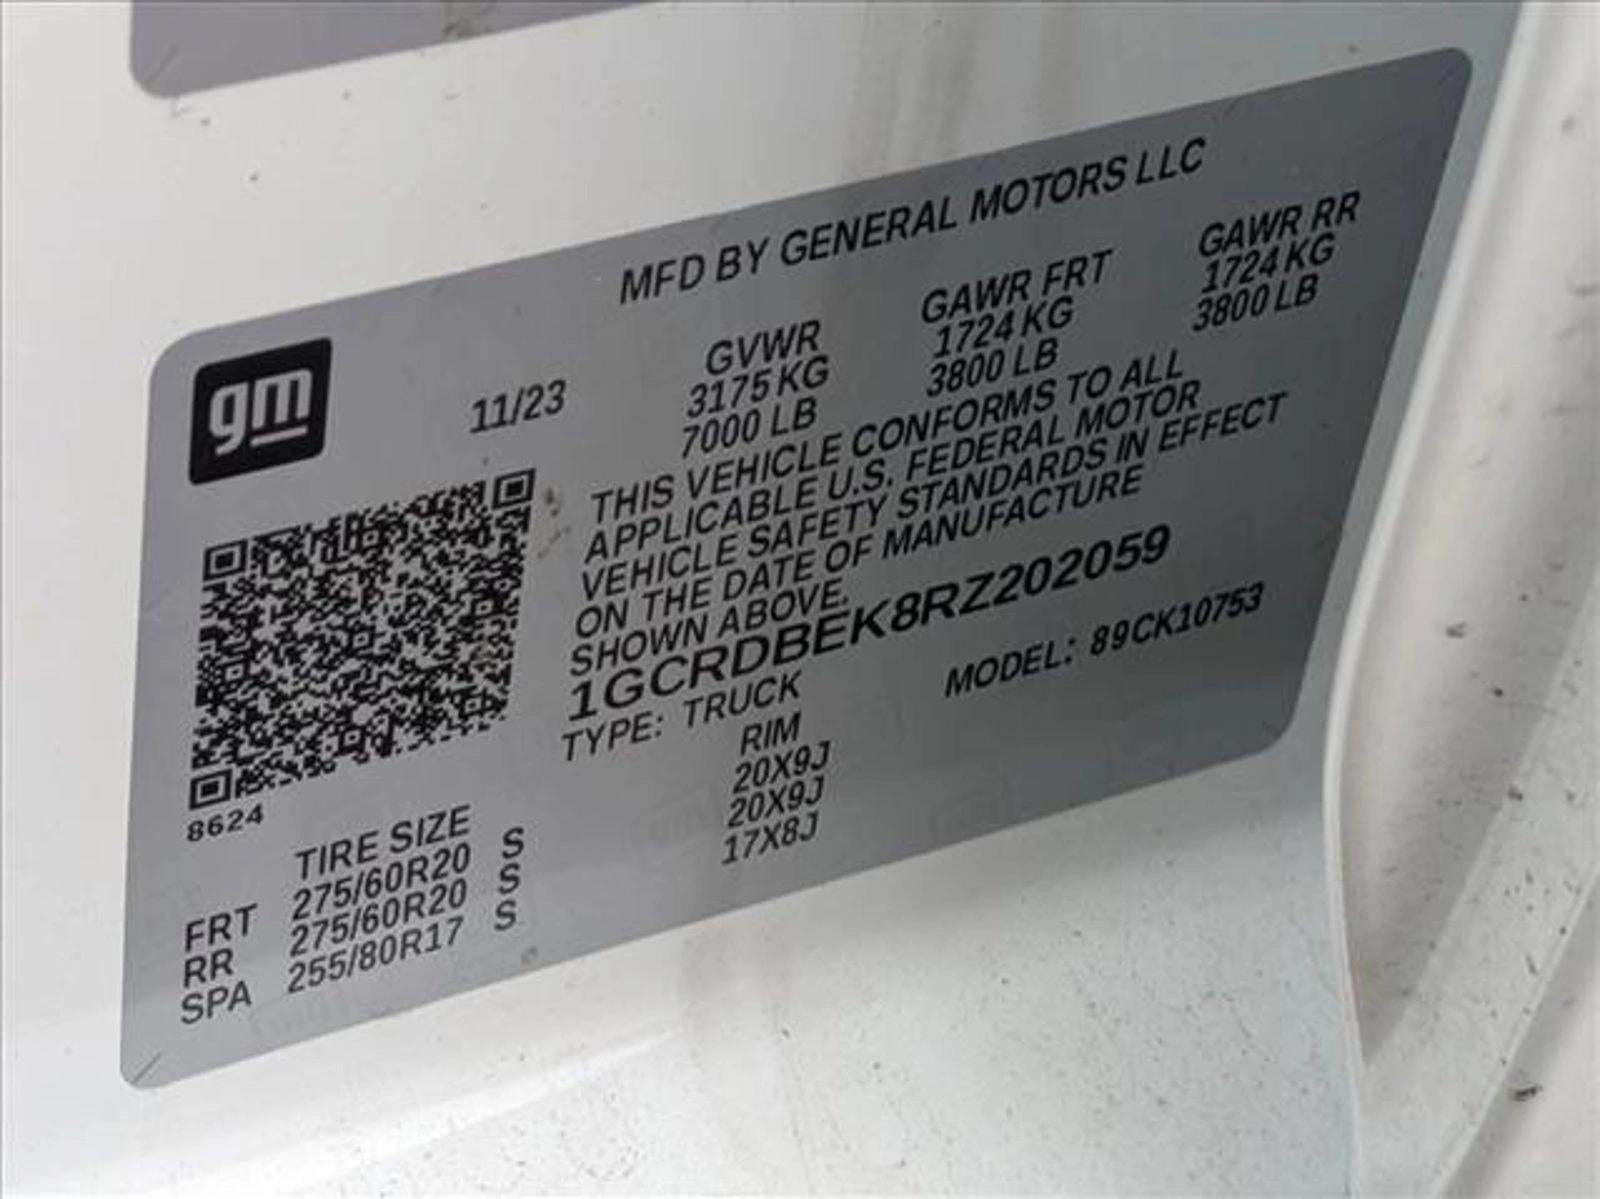 MFD BY GENERAL MOTORS LLC
gm
11/23
GVWR GAWR FRT GAWR RR
3175 KG 1724 KG 1724 KG
7000 LB 3800 LB 3800 LB
THIS VEHICLE CONFORMS TO ALL
APPLICABLE U.S. FEDERAL MOTOR
VEHICLE SAFETY STANDARDS IN EFFECT
ON THE DATE OF MANUFACTURE
SHOWN ABOVE.
1GCRDBEK8RZ202059
TYPE: TRUCK MODEL: 89CK10753
8624
TIRE SIZE RIM
FRT 275/60R20 S 20X9J
RR 275/60R20 S 20X9J
SPA 255/80R17 S 17X8J